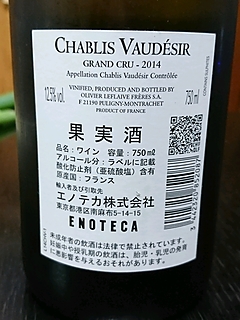 CHABLIS VAUDÉSIR
GRAND CRU - 2014
Appellation Chablis Vaudésir Contrôlée
VINIFIED, PRODUCED AND BOTTLED BY
12.5% vol.
OLIVIER LEFLAIVE FRÈRES S.A.
750 ml
F 21190 PULIGNY-MONTRACHET
PRODUCT OF FRANCE
果実酒
品名：ワイン 容量：750mℓ
アルコール分：ラベルに記載
酸化防止剤（亜硫酸塩）含有
原産国：フランス
輸入者及び引取先
エノテカ株式会社
東京都港区南麻布5-14-15
ENOTECA
未成年者の飲酒は法律で禁止されています。
妊娠中や授乳期の飲酒は、胎児・乳児の発育
に悪影響を与えるおそれがあります。